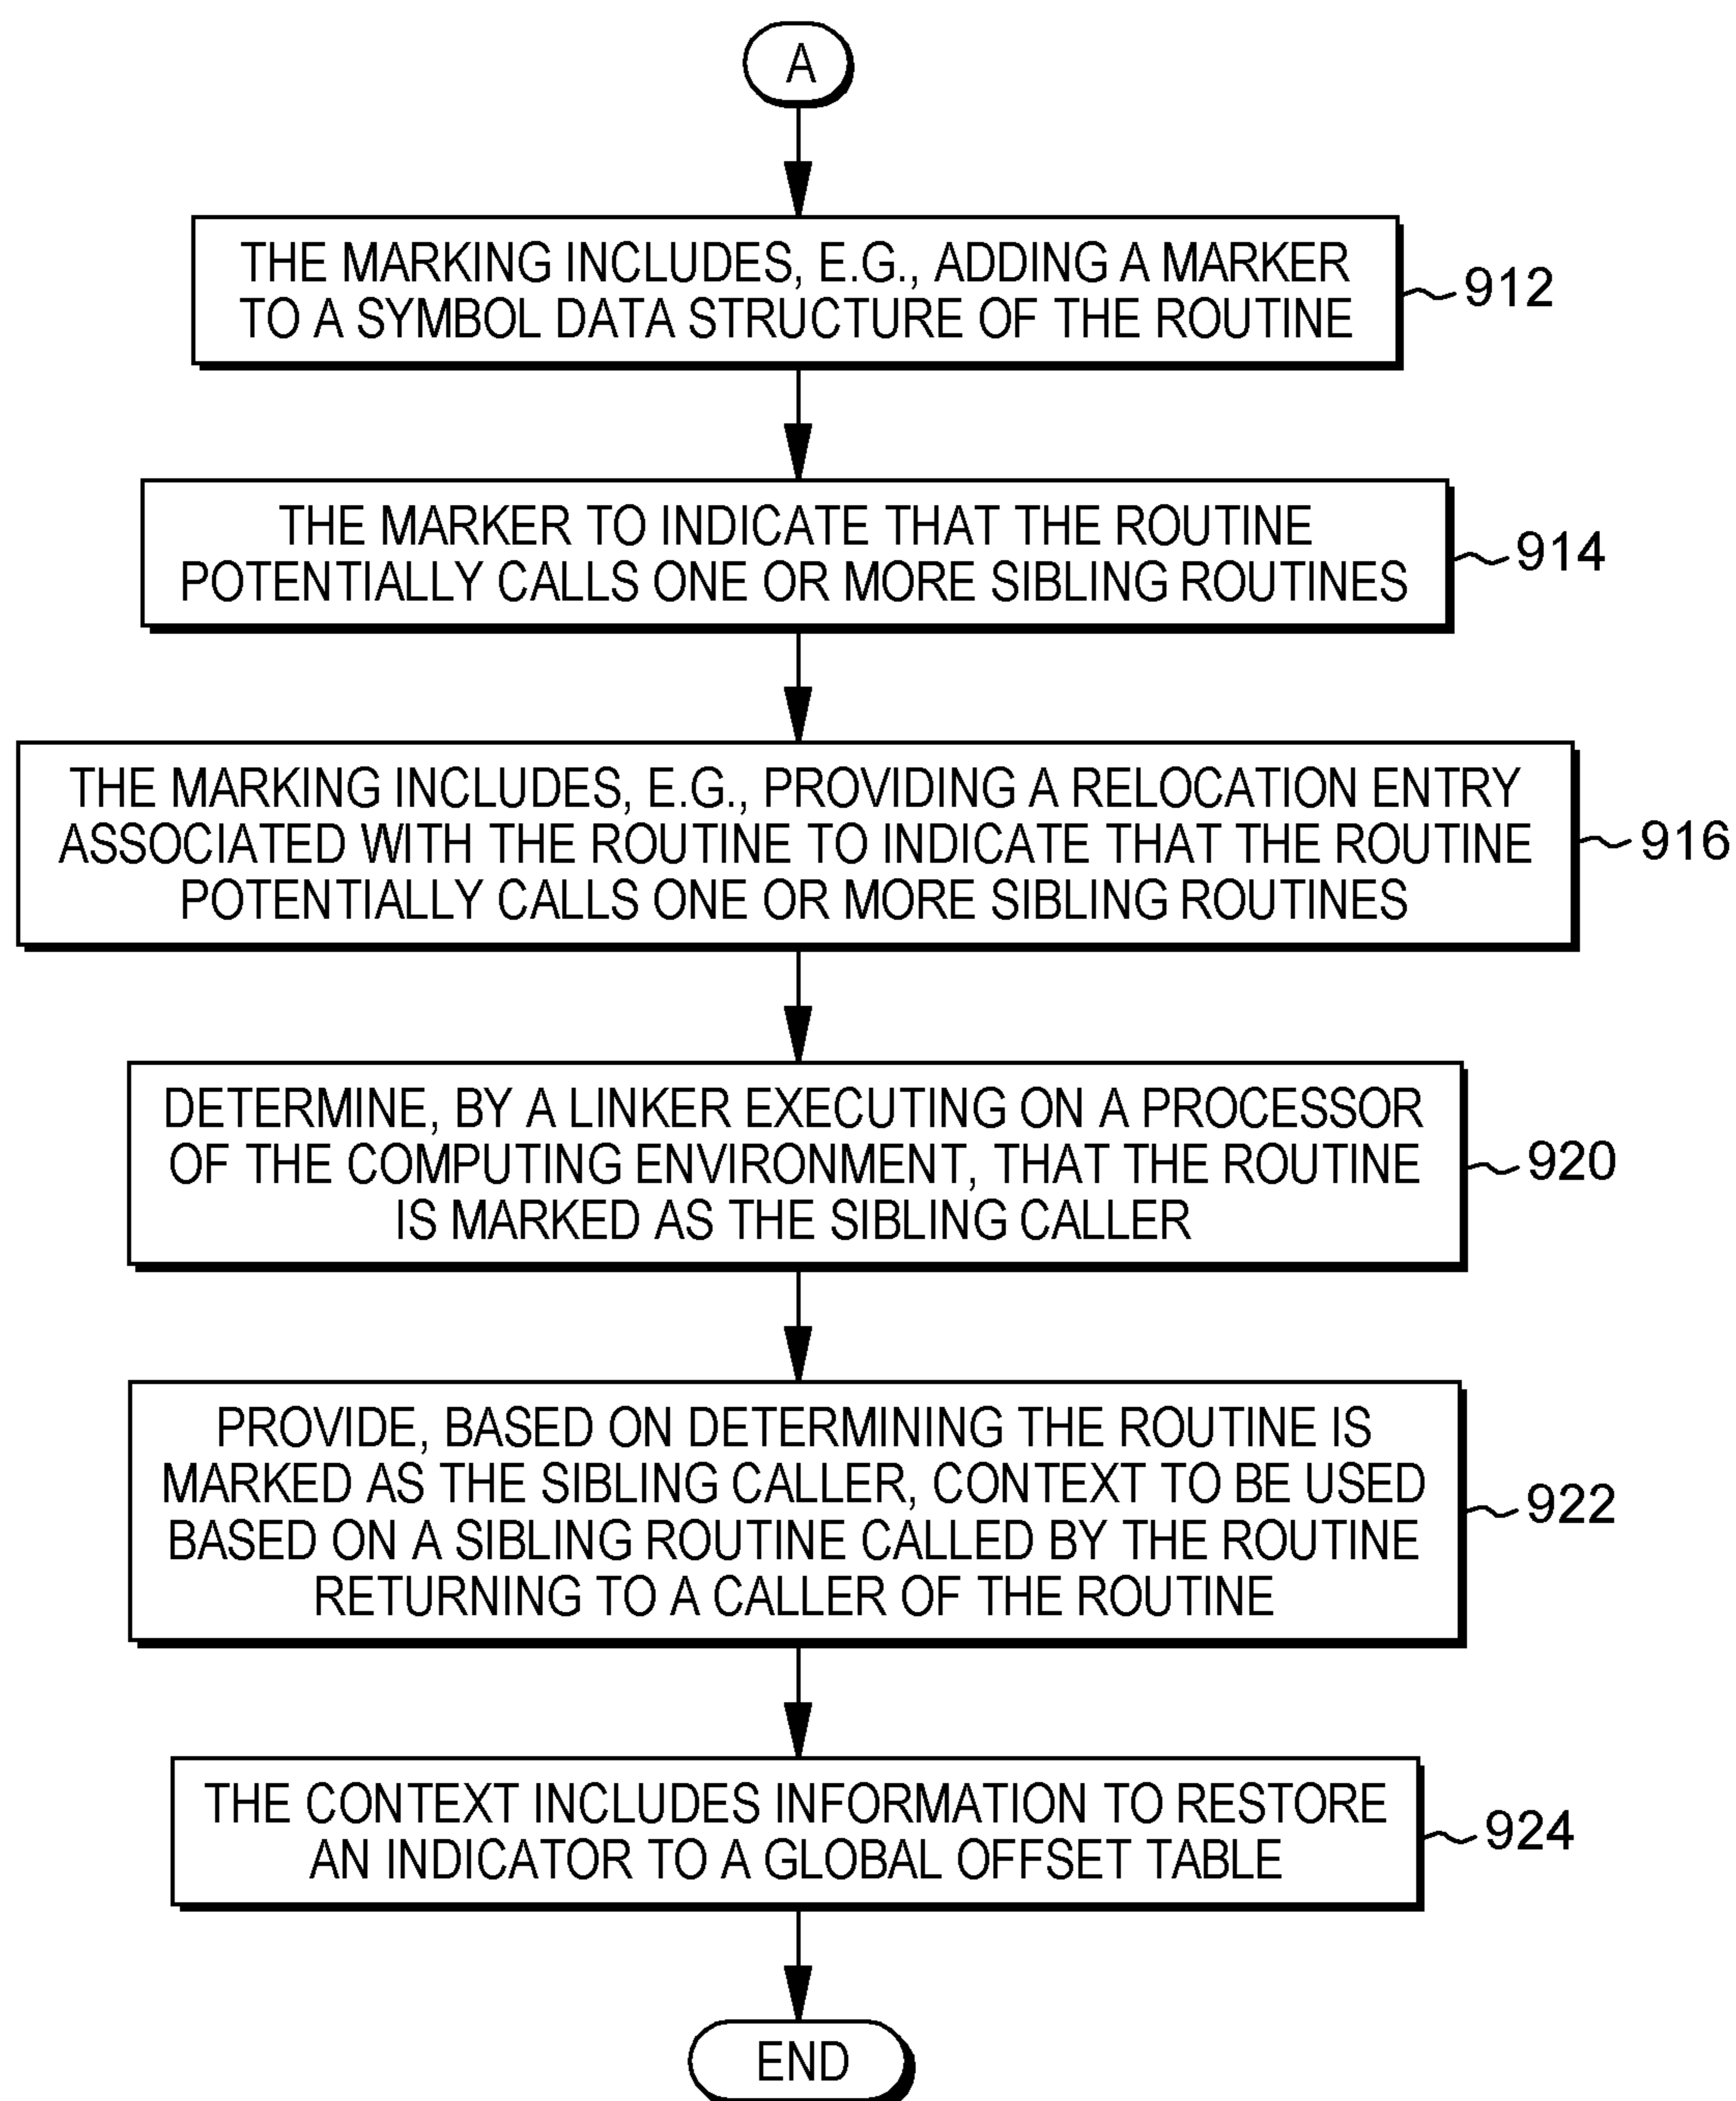 A
THE MARKING INCLUDES, E.G., ADDING A MARKER
TO A SYMBOL DATA STRUCTURE OF THE ROUTINE
912
THE MARKER TO INDICATE THAT THE ROUTINE
POTENTIALLY CALLS ONE OR MORE SIBLING ROUTINES
914
THE MARKING INCLUDES, E.G., PROVIDING A RELOCATION ENTRY
ASSOCIATED WITH THE ROUTINE TO INDICATE THAT THE ROUTINE
POTENTIALLY CALLS ONE OR MORE SIBLING ROUTINES
916
DETERMINE, BY A LINKER EXECUTING ON A PROCESSOR
OF THE COMPUTING ENVIRONMENT, THAT THE ROUTINE
IS MARKED AS THE SIBLING CALLER
920
PROVIDE, BASED ON DETERMINING THE ROUTINE IS
MARKED AS THE SIBLING CALLER, CONTEXT TO BE USED
BASED ON A SIBLING ROUTINE CALLED BY THE ROUTINE
RETURNING TO A CALLER OF THE ROUTINE
922
THE CONTEXT INCLUDES INFORMATION TO RESTORE
AN INDICATOR TO A GLOBAL OFFSET TABLE
924
END